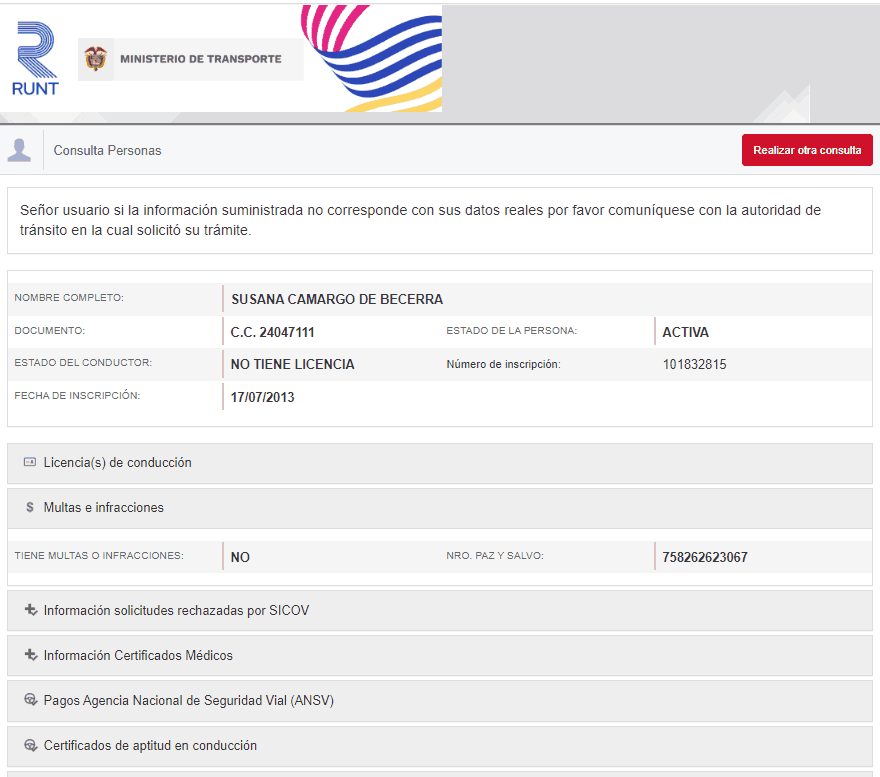 RUNT
MINISTERIO DE TRANSPORTE
Consulta Personas
Realizar otra consulta
Señor usuario si la información suministrada no corresponde con sus datos reales por favor comuníquese con la autoridad de
tránsito en la cual solicitó su trámite.
NOMBRE COMPLETO: SUSANA CAMARGO DE BECERRA
DOCUMENTO: C.C. 24047111 ESTADO DE LA PERSONA: ACTIVA
ESTADO DEL CONDUCTOR: NO TIENE LICENCIA Número de inscripción: 101832815
FECHA DE INSCRIPCIÓN: 17/07/2013
Licencia(s) de conducción
$ Multas e infracciones
TIENE MULTAS O INFRACCIONES: NO NRO. PAZ Y SALVO: 758262623067
Información solicitudes rechazadas por SICOV
Información Certificados Médicos
Pagos Agencia Nacional de Seguridad Vial (ANSV)
Certificados de aptitud en conducción